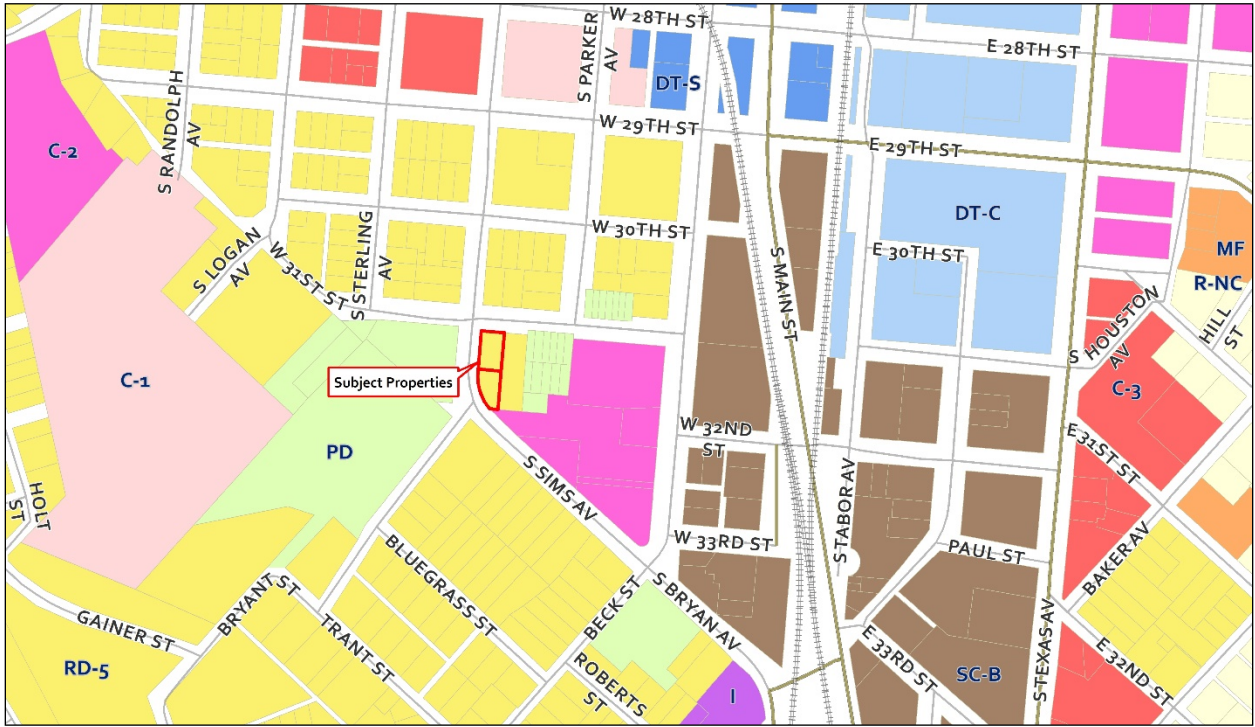 W 28TH ST
S PARKER
AV
E 28TH ST
DT-S
S RANDOLPH
AV
C-2
W 29TH ST
E 29TH ST
DT-C
S LOGAN
AV
W 31ST ST
S STERLING
AV
W 30TH ST
E 30TH ST
MF
R-NC
S MAIN ST
S HOUSTON
AV
HILL
ST
C-1
Subject Properties
C-3
PD
W 32ND
ST
E 31ST ST
HOLT
ST
S SIMS AV
S TABOR AV
W 33RD ST
PAUL ST
BAKER AV
BLUEGRASS ST
BECK ST
S BRYAN AV
BRYANT ST
GAINER ST
TRANT ST
E 33RD ST
S TEXAS AV
E 32ND ST
RD-5
ROBERTS
ST
I
SC-B